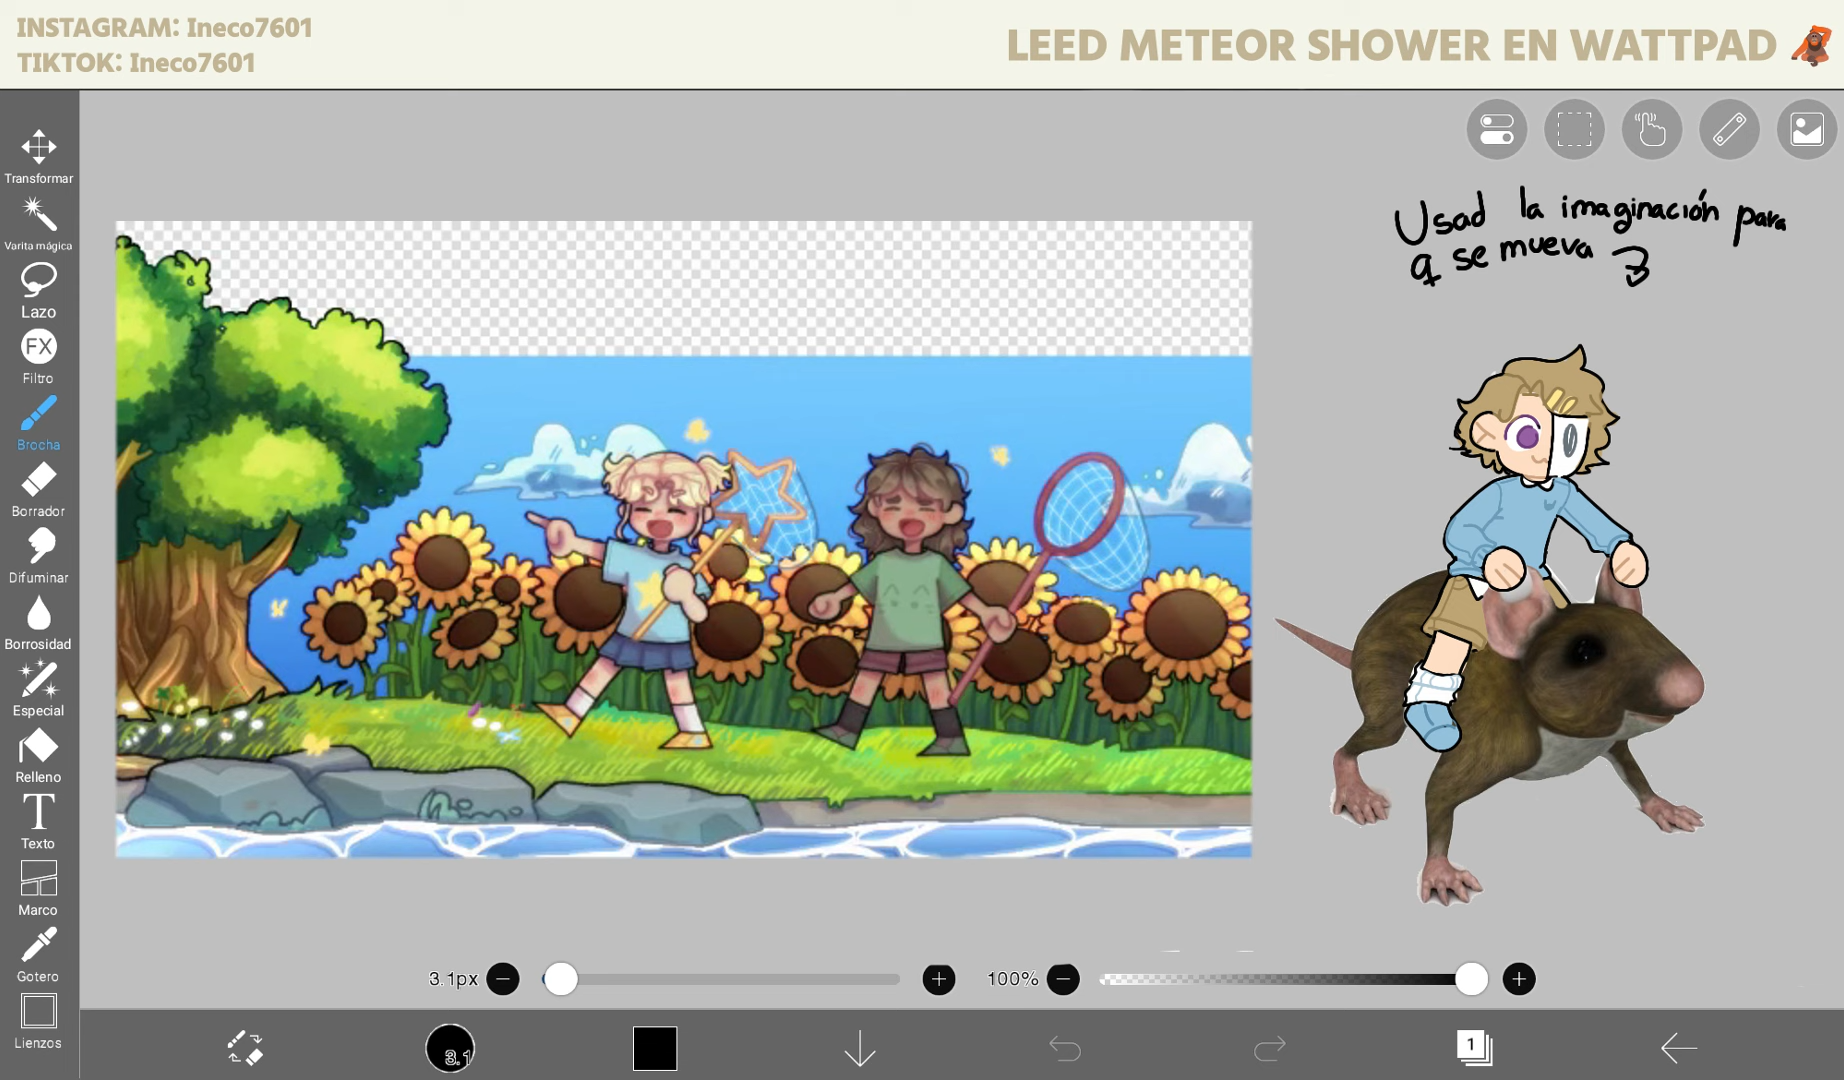 INSTAGRAM: Ineco7601
TIKTOK: Ineco7601
LEED METEOR SHOWER EN WATTPAD
Usad la imaginación para
q se mueva
Transformar
Varita mágica
Lazo
FX
Filtro
Brocha
Borrador
Difuminar
Borrosidad
Especial
Relleno
T
Texto
Marco
Gotero
Lienzos
3.1px
100%
3.1
1